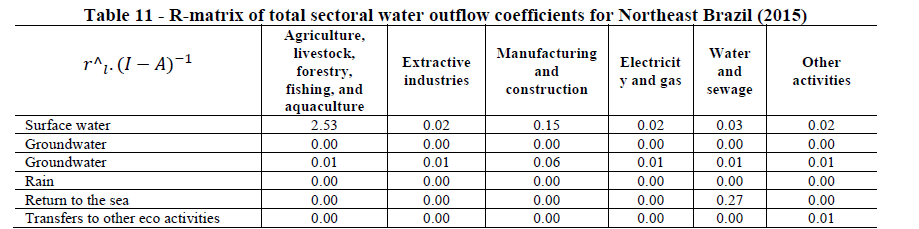 Table 11 - R-matrix of total sectoral water outflow coefficients for Northeast Brazil (2015)
r^l. (I − A)−1 | Agriculture, livestock, forestry, fishing, and aquaculture | Extractive industries | Manufacturing and construction | Electricit y and gas | Water and sewage | Other activities
Surface water | 2.53 | 0.02 | 0.15 | 0.02 | 0.03 | 0.02
Groundwater | 0.00 | 0.00 | 0.00 | 0.00 | 0.00 | 0.00
Groundwater | 0.01 | 0.01 | 0.06 | 0.01 | 0.01 | 0.01
Rain | 0.00 | 0.00 | 0.00 | 0.00 | 0.00 | 0.00
Return to the sea | 0.00 | 0.00 | 0.00 | 0.00 | 0.27 | 0.00
Transfers to other eco activities | 0.00 | 0.00 | 0.00 | 0.00 | 0.00 | 0.01